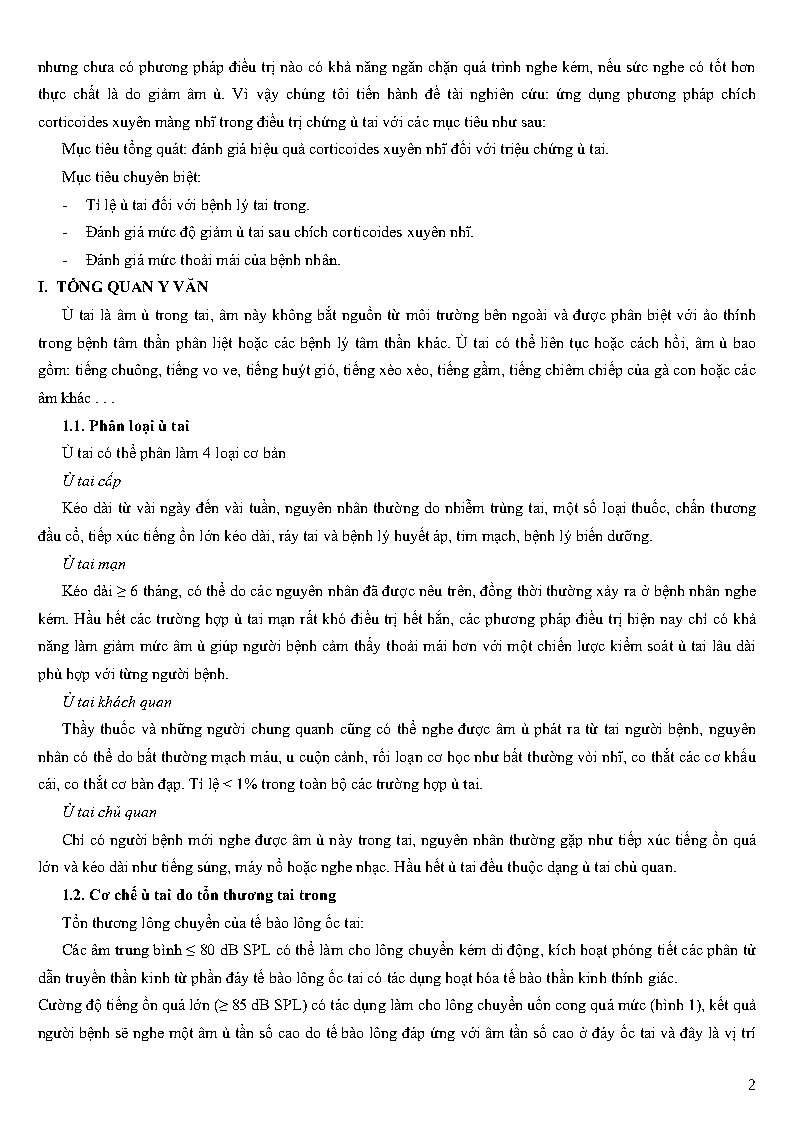 nhưng chưa có phương pháp điều trị nào có khả năng ngăn chặn quá trình nghe kém, nếu sức nghe có tốt hơn
thực chất là do giảm âm ù. Vì vậy chúng tôi tiến hành đề tài nghiên cứu: ứng dụng phương pháp chích
corticoides xuyên màng nhĩ trong điều trị chứng ù tai với các mục tiêu như sau:
Mục tiêu tổng quát: đánh giá hiệu quả corticoides xuyên nhĩ đối với triệu chứng ù tai.
Mục tiêu chuyên biệt:
- Tỉ lệ ù tai đối với bệnh lý tai trong.
- Đánh giá mức độ giảm ù tai sau chích corticoides xuyên nhĩ.
- Đánh giá mức thoải mái của bệnh nhân.
I. TỔNG QUAN Y VĂN
Ù tai là âm ù trong tai, âm này không bắt nguồn từ môi trường bên ngoài và được phân biệt với ảo thính
trong bệnh tâm thần phân liệt hoặc các bệnh lý tâm thần khác. Ù tai có thể liên tục hoặc cách hồi, âm ù bao
gồm: tiếng chuông, tiếng vo ve, tiếng huýt gió, tiếng xèo xèo, tiếng gầm, tiếng chiêm chiếp của gà con hoặc các
âm khác . . .
1.1. Phân loại ù tai
Ù tai có thể phân làm 4 loại cơ bản
Ù tai cấp
Kéo dài từ vài ngày đến vài tuần, nguyên nhân thường do nhiễm trùng tai, một số loại thuốc, chấn thương
đầu cổ, tiếp xúc tiếng ồn lớn kéo dài, ráy tai và bệnh lý huyết áp, tim mạch, bệnh lý biến dưỡng.
Ù tai mạn
Kéo dài ≥ 6 tháng, có thể do các nguyên nhân đã được nêu trên, đồng thời thường xảy ra ở bệnh nhân nghe
kém. Hầu hết các trường hợp ù tai mạn rất khó điều trị hết hẳn, các phương pháp điều trị hiện nay chỉ có khả
năng làm giảm mức âm ù giúp người bệnh cảm thấy thoải mái hơn với một chiến lược kiểm soát ù tai lâu dài
phù hợp với từng người bệnh.
Ù tai khách quan
Thầy thuốc và những người chung quanh cũng có thể nghe được âm ù phát ra từ tai người bệnh, nguyên
nhân có thể do bất thường mạch máu, u cuộn cảnh, rối loạn cơ học như bất thường vòi nhĩ, co thắt các cơ khẩu
cái, co thắt cơ bàn đạp. Tỉ lệ < 1% trong toàn bộ các trường hợp ù tai.
Ù tai chủ quan
Chỉ có người bệnh mới nghe được âm ù này trong tai, nguyên nhân thường gặp như tiếp xúc tiếng ồn quá
lớn và kéo dài như tiếng súng, máy nổ hoặc nghe nhạc. Hầu hết ù tai đều thuộc dạng ù tai chủ quan.
1.2. Cơ chế ù tai do tổn thương tai trong
Tổn thương lông chuyển của tế bào lông ốc tai:
Các âm trung bình ≤ 80 dB SPL có thể làm cho lông chuyển kém di động, kích hoạt phóng tiết các phân tử
dẫn truyền thần kinh từ phần đáy tế bào lông ốc tai có tác dụng hoạt hóa tế bào thần kinh thính giác.
Cường độ tiếng ồn quá lớn (≥ 85 dB SPL) có tác dụng làm cho lông chuyển uốn cong quá mức (hình 1), kết quả
người bệnh sẽ nghe một âm ù tần số cao do tế bào lông đáp ứng với âm tần số cao ở đáy ốc tai và đây là vị trí
2